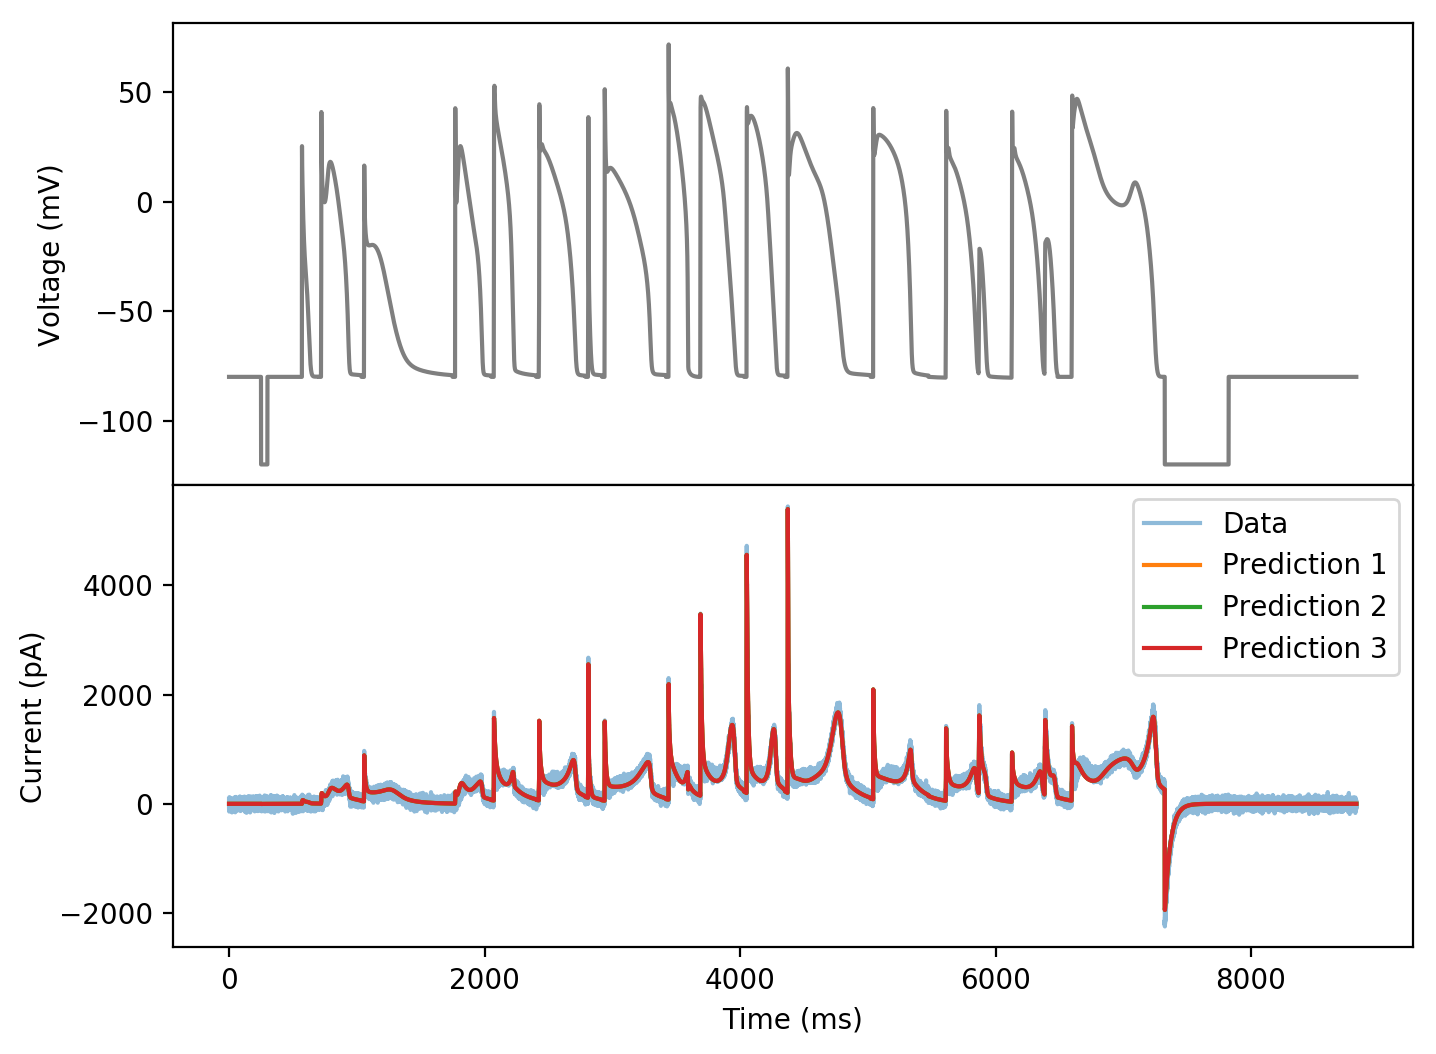 50
0
−50
−100
Voltage (mV)
Data
Prediction 1
Prediction 2
Prediction 3
4000
2000
0
−2000
Current (pA)
0 2000 4000 6000 8000
Time (ms)